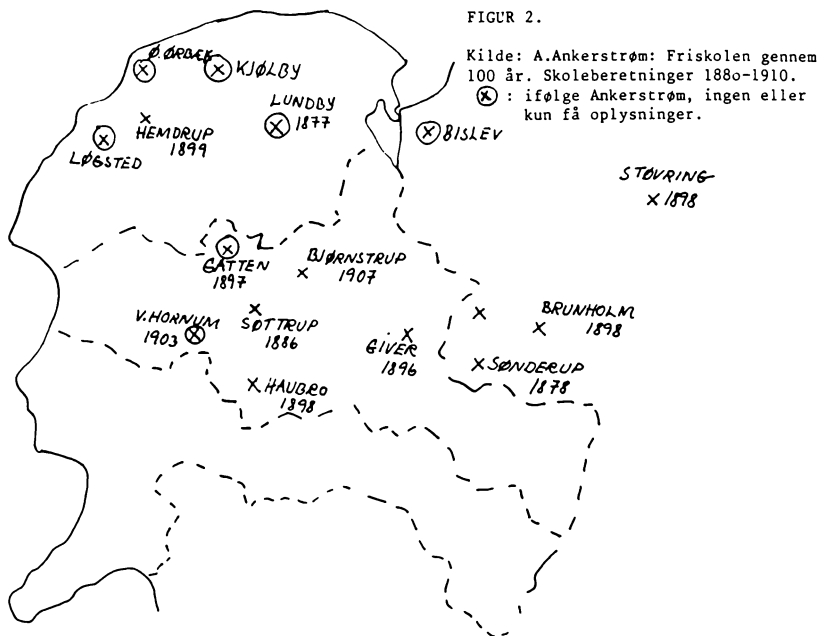 FIGUR 2.
Kilde: A.Ankerstrøm: Friskolen gennem
100 år. Skoleberetninger 188o-1910.
ⓧ : ifølge Ankerstrøm, ingen eller
kun få oplysninger.
Ø. ØRBÆK
KJØLBY
LUNDBY
1877
BISLEV
HEMDRUP
1899
LØGSTED
STØVRING
1898
GATTEN
1897
BJØRNSTRUP
1907
V. HORNUM
1903
SØTTRUP
1886
GIVER
1896
BRUNHOLM
1898
SØNDERUP
1878
HAUBRO
1898